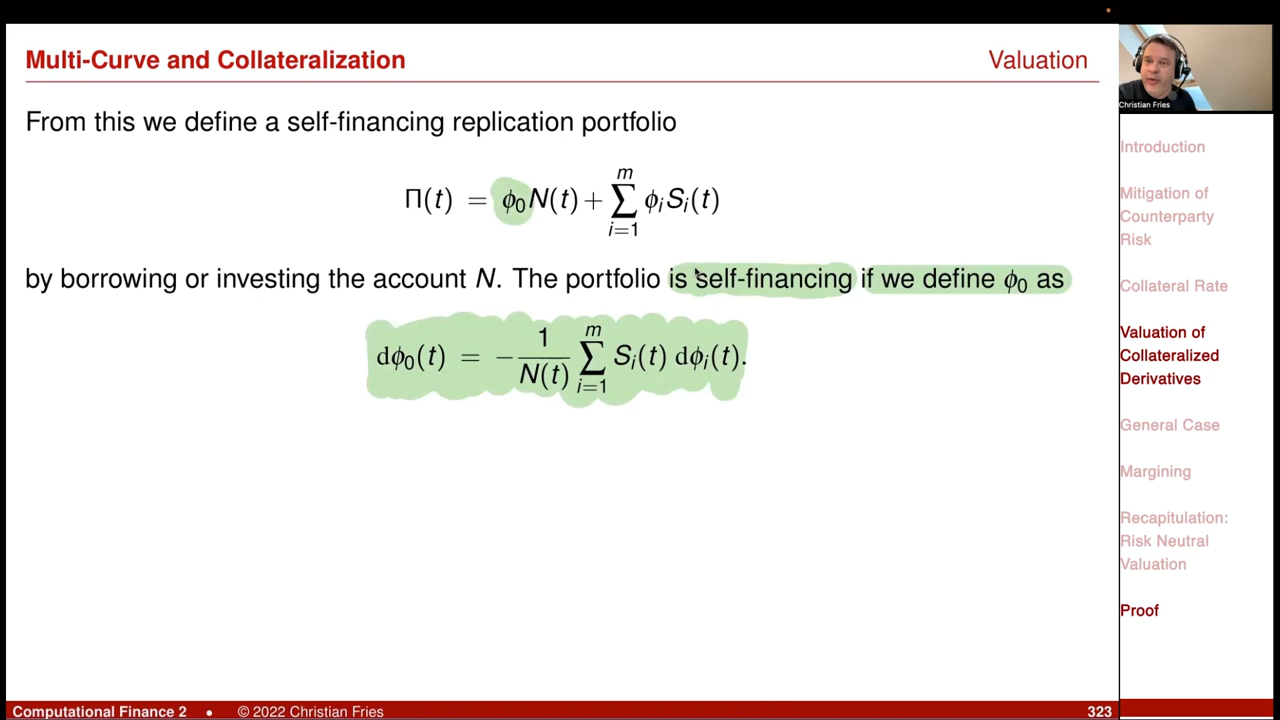 Multi-Curve and Collateralization
Valuation
From this we define a self-financing replication portfolio
Π(t) = ϕ₀N(t) + ∑_{i=1}^{m} ϕᵢSᵢ(t)
by borrowing or investing the account N. The portfolio is self-financing if we define ϕ₀ as
dϕ₀(t) = − 1/N(t) ∑_{i=1}^{m} Sᵢ(t) dϕᵢ(t).
Christian Fries
Introduction
Mitigation of
Counterparty
Risk
Collateral Rate
Valuation of
Collateralized
Derivatives
General Case
Margining
Recapitulation:
Risk Neutral
Valuation
Proof
Computational Finance 2 • © 2022 Christian Fries
323